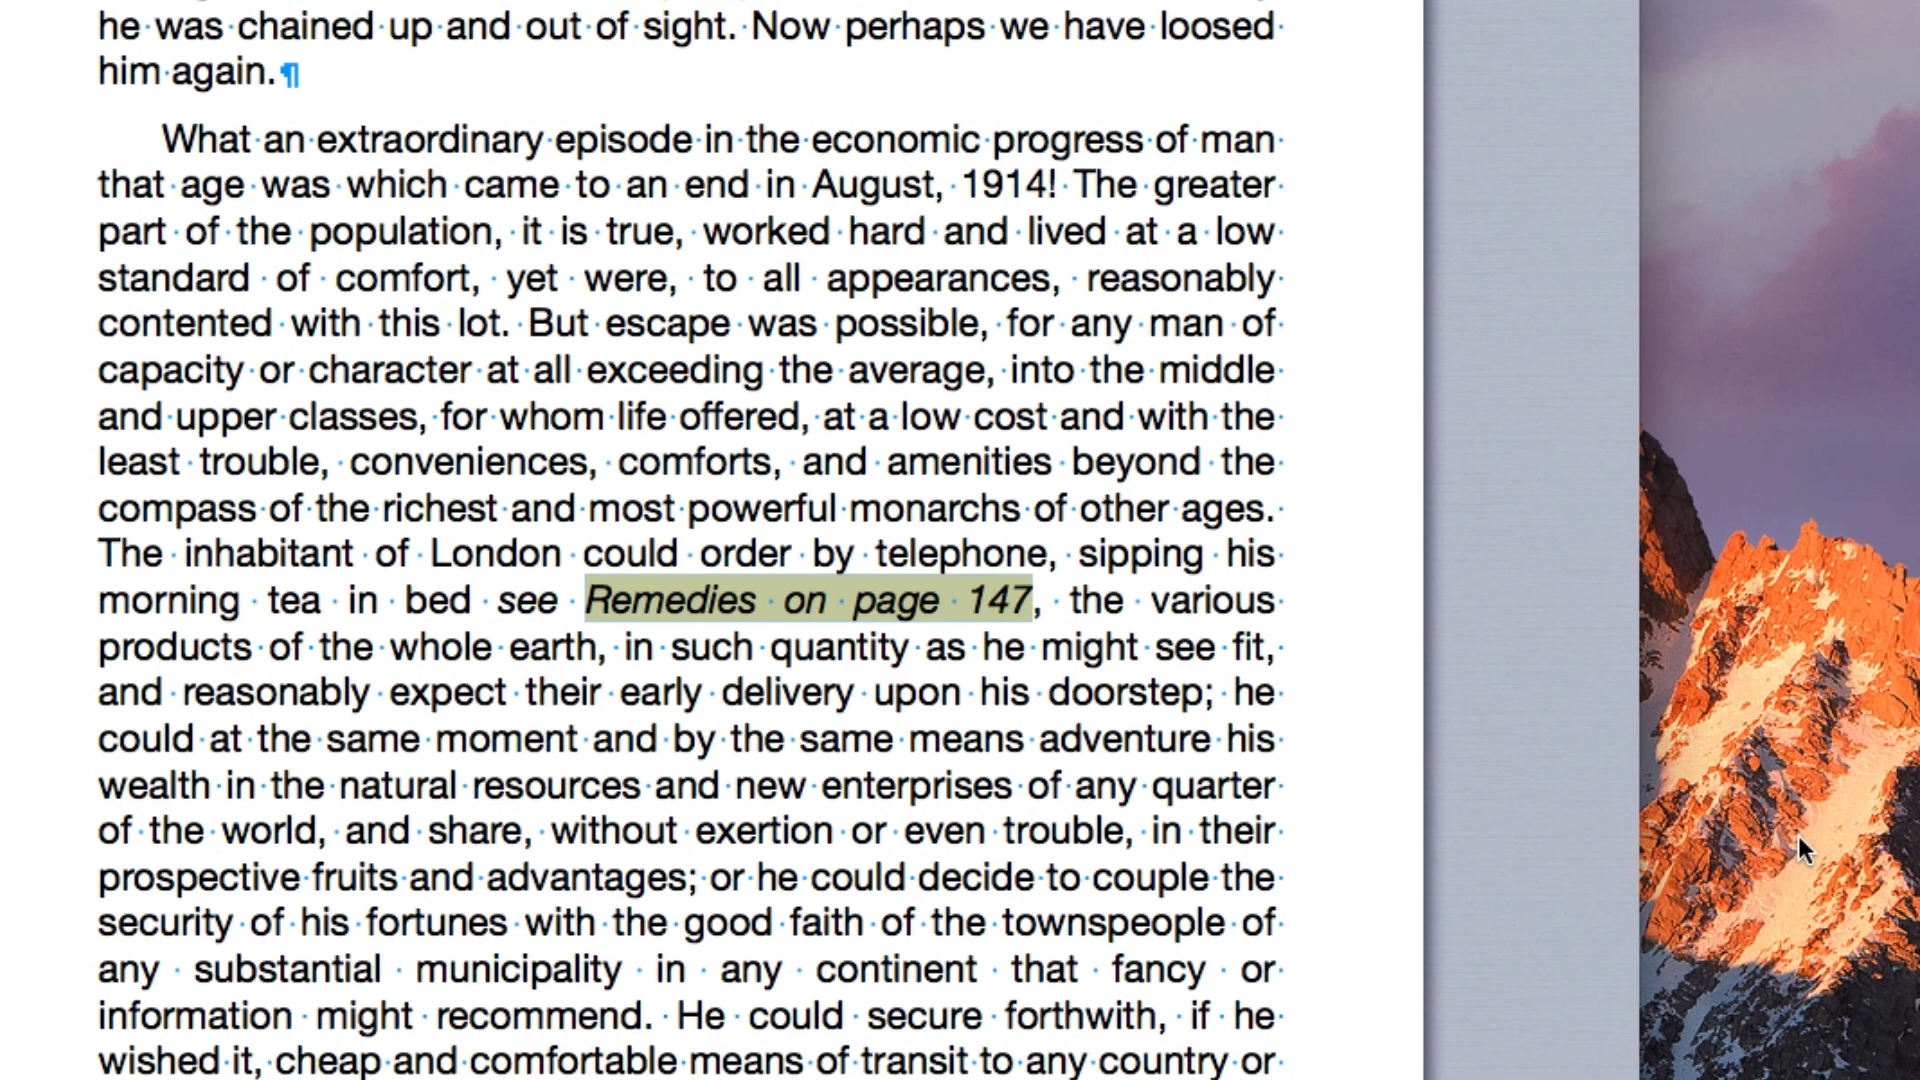 he was chained up and out of sight. Now perhaps we have loosed
him again.¶
What an extraordinary episode in the economic progress of man
that age was which came to an end in August, 1914! The greater
part of the population, it is true, worked hard and lived at a low
standard of comfort, yet were, to all appearances, reasonably
contented with this lot. But escape was possible, for any man of
capacity or character at all exceeding the average, into the middle
and upper classes, for whom life offered, at a low cost and with the
least trouble, conveniences, comforts, and amenities beyond the
compass of the richest and most powerful monarchs of other ages.
The inhabitant of London could order by telephone, sipping his
morning tea in bed see Remedies on page 147, the various
products of the whole earth, in such quantity as he might see fit,
and reasonably expect their early delivery upon his doorstep; he
could at the same moment and by the same means adventure his
wealth in the natural resources and new enterprises of any quarter
of the world, and share, without exertion or even trouble, in their
prospective fruits and advantages; or he could decide to couple the
security of his fortunes with the good faith of the townspeople of
any substantial municipality in any continent that fancy or
information might recommend. He could secure forthwith, if he
wished it, cheap and comfortable means of transit to any country or